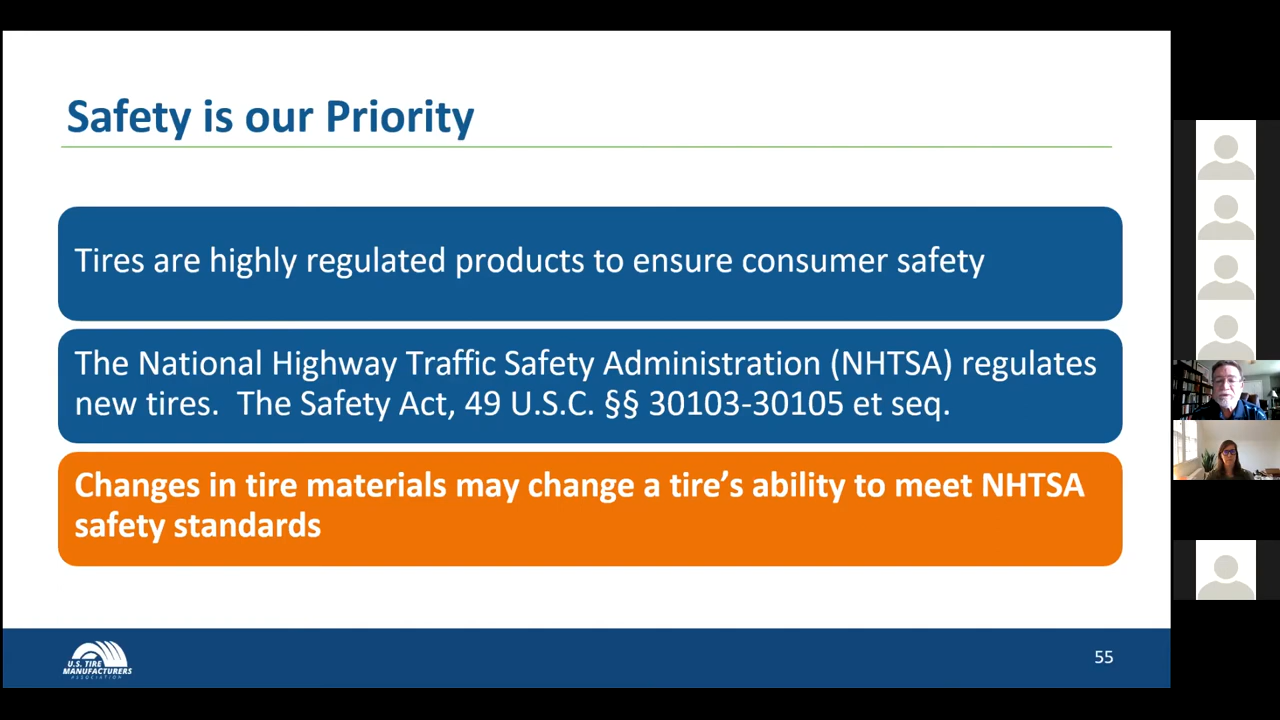 Safety is our Priority
Tires are highly regulated products to ensure consumer safety
The National Highway Traffic Safety Administration (NHTSA) regulates
new tires.  The Safety Act, 49 U.S.C. §§ 30103-30105 et seq.
Changes in tire materials may change a tire’s ability to meet NHTSA
safety standards
U.S. TIRE
MANUFACTURERS
ASSOCIATION
55